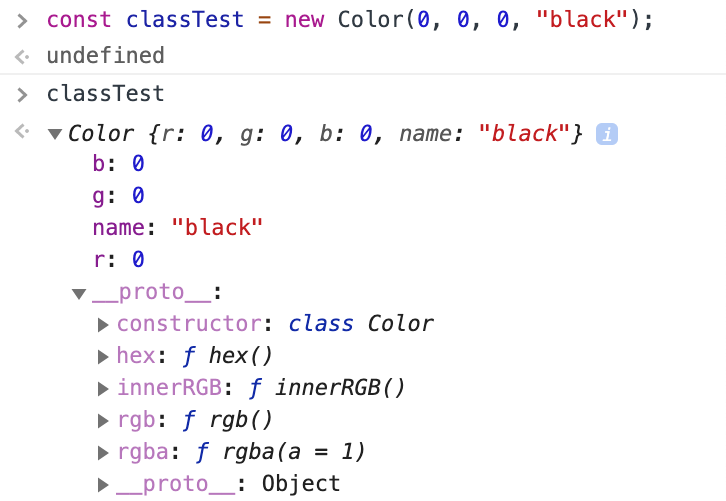 > const classTest = new Color(0, 0, 0, "black");
undefined
> classTest
▼Color {r: 0, g: 0, b: 0, name: "black"} i
b: 0
g: 0
name: "black"
r: 0
▼__proto__:
▶constructor: class Color
▶hex: ƒ hex()
▶innerRGB: ƒ innerRGB()
▶rgb: ƒ rgb()
▶rgba: ƒ rgba(a = 1)
▶__proto__: Object